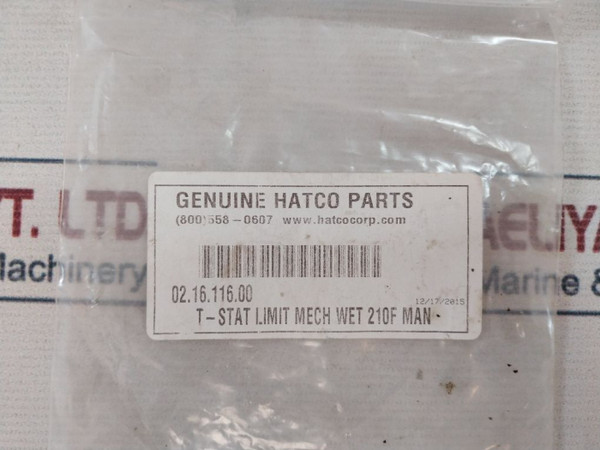 GENUINE HATCO PARTS
(800)558-0607 www.hatcocorp.com
02.16.116.00
12/17/2015
T-STAT LIMIT MECH WET 210F MAN
VT. LTD
Machinery
AELIYA
Marine &